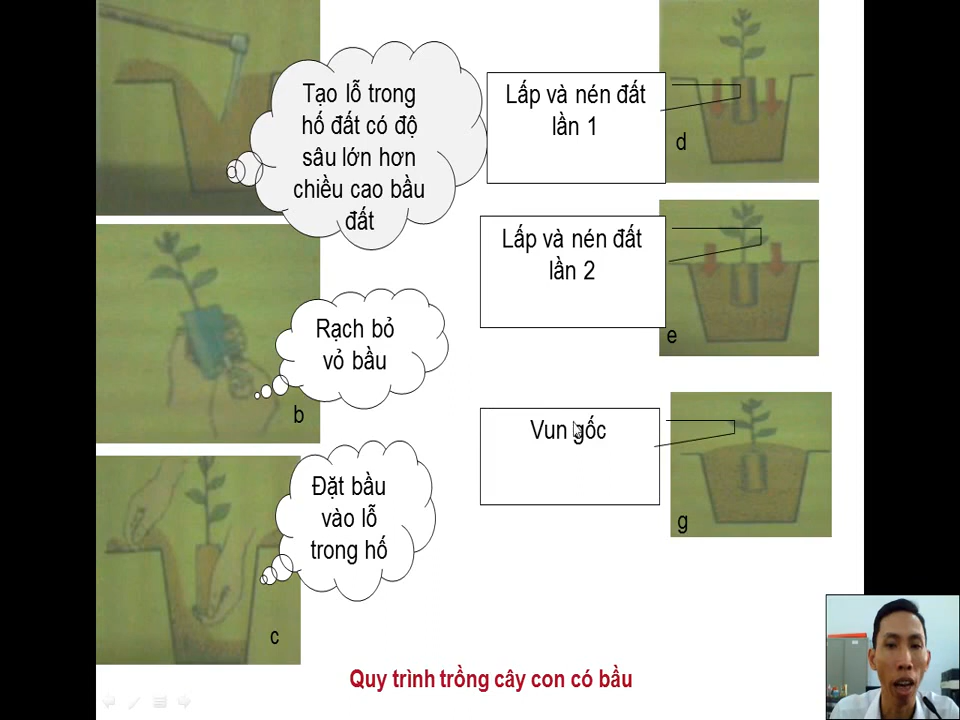 Tạo lỗ trong
hố đất có độ
sâu lớn hơn
chiều cao bầu
đất
Rạch bỏ
vỏ bầu
b
Đặt bầu
vào lỗ
trong hố
c
Lấp và nén đất
lần 1
d
Lấp và nén đất
lần 2
e
Vun gốc
g
Quy trình trồng cây con có bầu